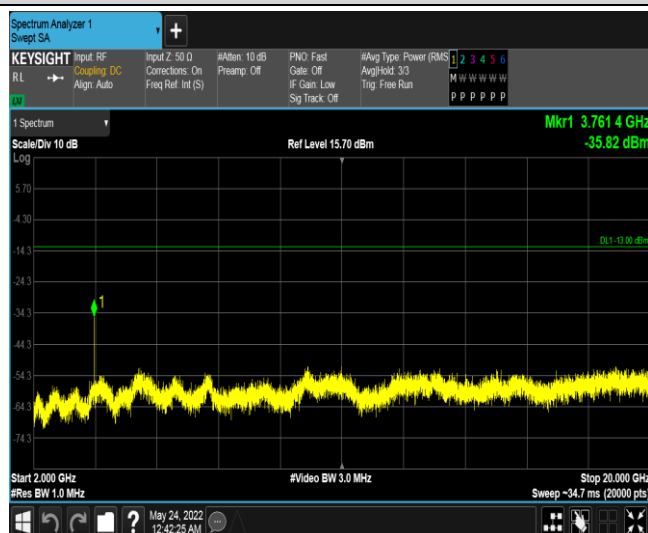 Spectrum Analyzer 1
Swept SA
+
KEYSIGHT Input: RF Input Z: 50 Ω #Atten: 10 dB PNO: Fast #Avg Type: Power (RMS 1 2 3 4 5 6
RL Coupling: DC Corrections: On Preamp: Off Gate: Off Avg|Hold: 3/3 M W W W W W
Align: Auto Freq Ref: Int (S) IF Gain: Low Trig: Free Run P P P P P P
Sig Track: Off
1 Spectrum Mkr1 3.761 4 GHz
Scale/Div 10 dB Ref Level 15.70 dBm -35.82 dBm
Log
5.70
-4.30
DL1 -13.00 dBm
-14.3
-24.3
1
-34.3
-44.3
-54.3
-64.3
-74.3
Start 2.000 GHz #Video BW 3.0 MHz Stop 20.000 GHz
#Res BW 1.0 MHz Sweep ~34.7 ms (20000 pts)
? May 24, 2022
12:42:25 AM